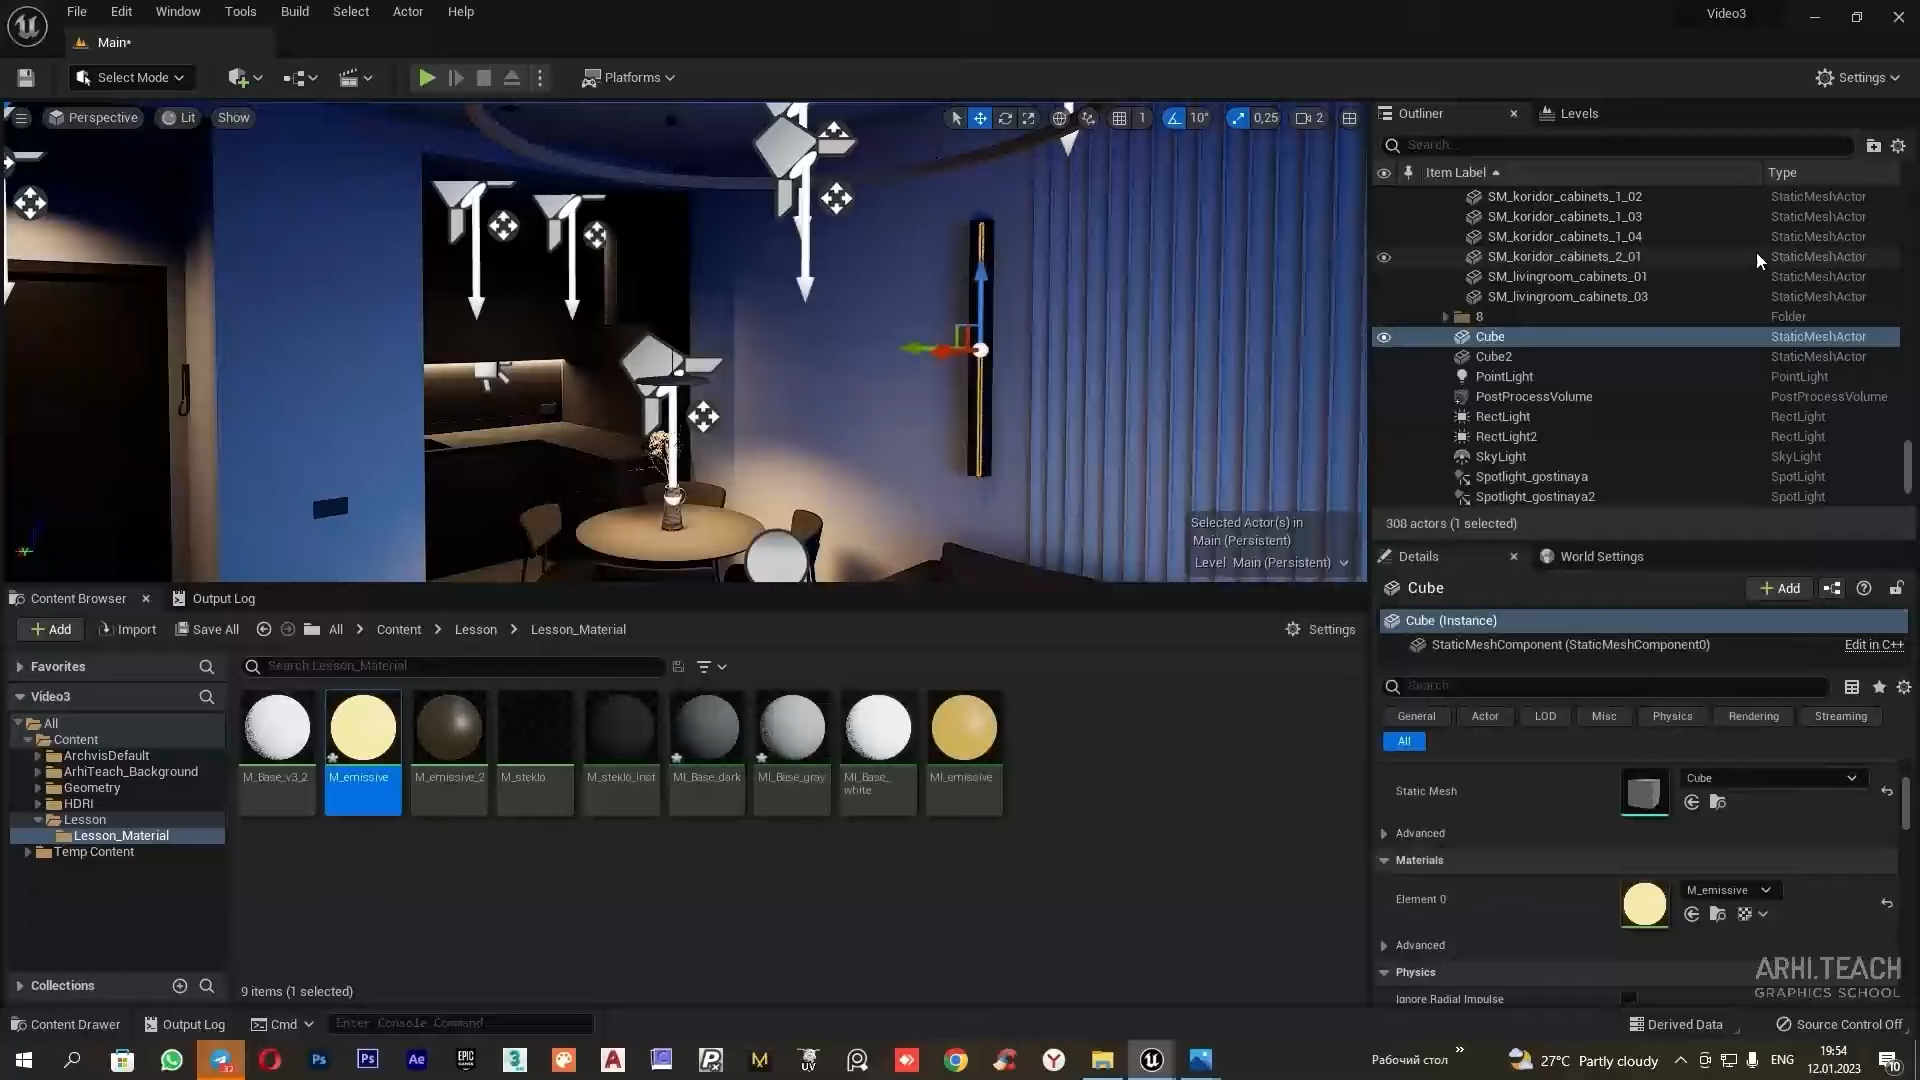 File Edit Window Tools Build Select Actor Help
Video3
Main*
Select Mode
Platforms
Settings
Perspective Lit Show
1 10° 0,25 2
Selected Actor(s) in
Main (Persistent)
Level Main (Persistent)
Outliner
Levels
Search...
Item Label Type
SM_koridor_cabinets_1_02 StaticMeshActor
SM_koridor_cabinets_1_03 StaticMeshActor
SM_koridor_cabinets_1_04 StaticMeshActor
SM_koridor_cabinets_2_01 StaticMeshActor
SM_livingroom_cabinets_01 StaticMeshActor
SM_livingroom_cabinets_03 StaticMeshActor
8 Folder
Cube StaticMeshActor
Cube2 StaticMeshActor
PointLight PointLight
PostProcessVolume PostProcessVolume
RectLight RectLight
RectLight2 RectLight
SkyLight SkyLight
Spotlight_gostinaya SpotLight
Spotlight_gostinaya2 SpotLight
308 actors (1 selected)
Details
World Settings
Cube
Add
Cube (Instance)
StaticMeshComponent (StaticMeshComponent0) Edit in C++
Search
General Actor LOD Misc Physics Rendering Streaming
All
Static Mesh
Cube
Advanced
Materials
Element 0
M_emissive
Advanced
Physics
Ignore Radial Impulse
ARHI.TEACH
GRAPHICS SCHOOL
Content Browser
Output Log
Add Import Save All All Content Lesson Lesson_Material Settings
Favorites
Search Lesson_Material
Video3
All
Content
ArchvisDefault
ArhiTeach_Background
Geometry
HDRI
Lesson
Lesson_Material
Temp Content
Collections
M_Base_v3_2
M_emissive
M_emissive_2
M_steklo
M_steklo_Inst
MI_Base_dark
MI_Base_gray
MI_Base_
white
MI_emissive
9 items (1 selected)
Content Drawer Output Log Cmd Enter Console Command
Derived Data Source Control Off
Рабочий стол
27°C Partly cloudy
ENG
19:54
12.01.2023